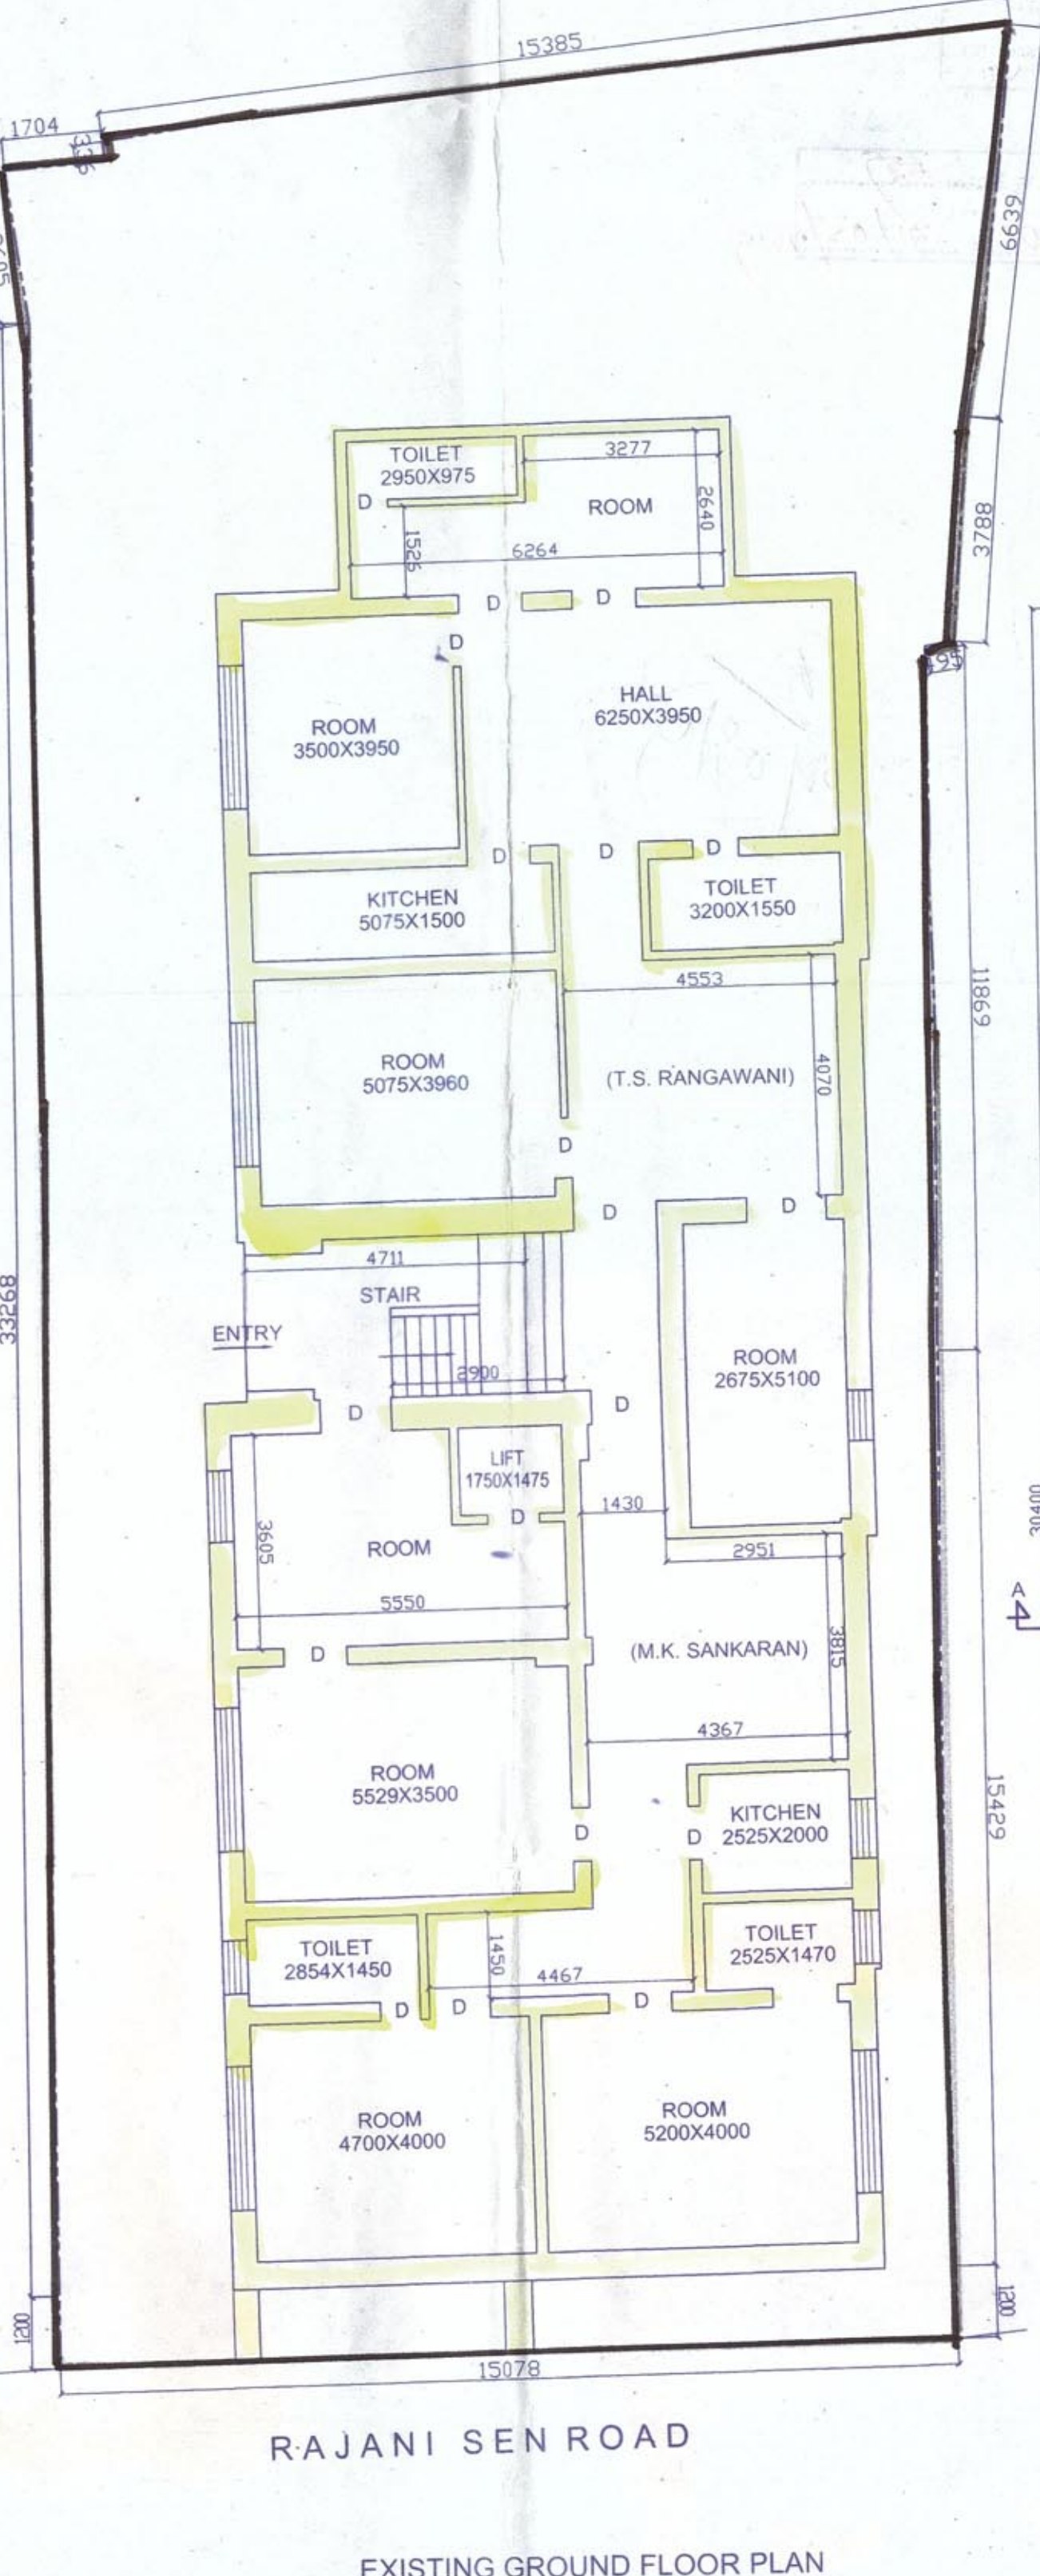 15385
1704
335
6639
TOILET
2950X975
3277
D
ROOM
2640
1525
6264
3788
D
D
D
495
HALL
6250X3950
ROOM
3500X3950
D
D
D
TOILET
3200X1550
KITCHEN
5075X1500
4553
11869
ROOM
5075X3960
(T.S. RANGAWANI)
4070
D
D
D
4711
STAIR
33268
ENTRY
ROOM
2675X5100
2900
D
D
LIFT
1750X1475
1430
D
30400
3605
ROOM
2951
A
4
5550
D
(M.K. SANKARAN)
3815
4367
ROOM
5529X3500
15429
KITCHEN
2525X2000
D
D
TOILET
2854X1450
1450
4467
TOILET
2525X1470
D
D
D
ROOM
4700X4000
ROOM
5200X4000
1200
1200
15078
RAJANI SEN ROAD
EXISTING GROUND FLOOR PLAN